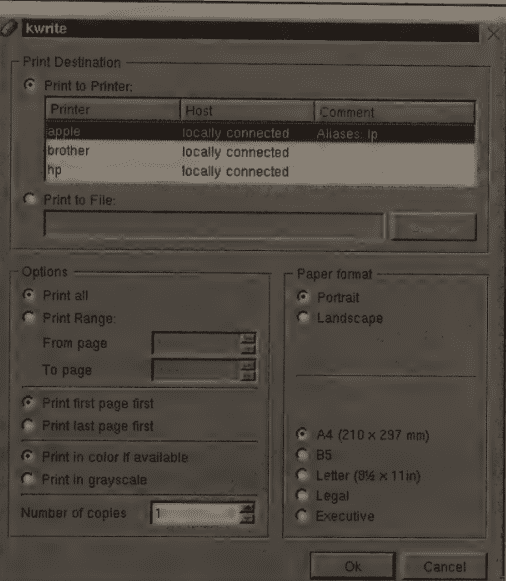 kwrite
Print Destination
Print to Printer:
Printer Host Comment
apple locally connected Aliases: lp
brother locally connected
hp locally connected
Print to File:
Options
Print all
Print Range:
From page
To page
Print first page first
Print last page first
Print in color if available
Print in grayscale
Number of copies 1
Paper format
Portrait
Landscape
A4 (210 x 297 mm)
B5
Letter (8½ x 11in)
Legal
Executive
Ok Cancel